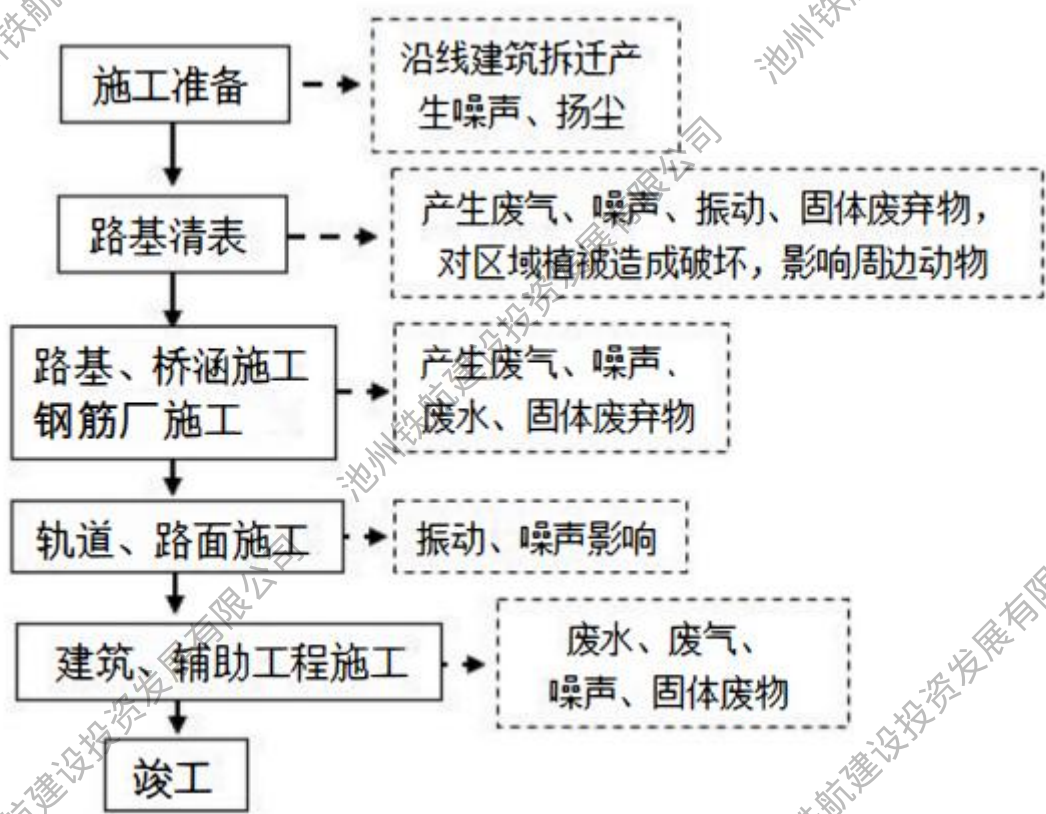 施工准备
沿线建筑拆迁产
生噪声、扬尘
路基清表
产生废气、噪声、振动、固体废弃物，
对区域植被造成破坏，影响周边动物
路基、桥涵施工
钢筋厂施工
产生废气、噪声、
废水、固体废弃物
轨道、路面施工
振动、噪声影响
建筑、辅助工程施工
废水、废气、
噪声、固体废物
竣工
池州铁航建设投资发展有限公司